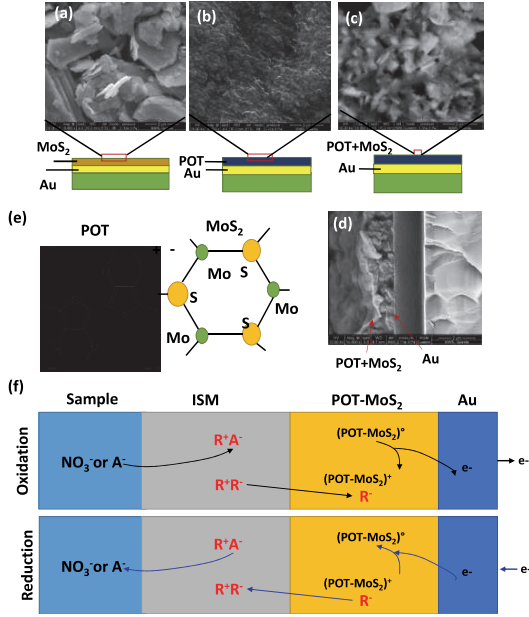 (a)
(b)
(c)
MoS₂
Au
POT
Au
POT+MoS₂
Au
(e)
POT
+ -
MoS₂
Mo
S
S
Mo
Mo
S
(d)
POT+MoS₂
Au
(f)
Sample
ISM
POT-MoS₂
Au
Oxidation
NO₃⁻or A⁻
R⁺A⁻
R⁺R⁻
(POT-MoS₂)°
(POT-MoS₂)⁺
R⁻
e-
e-
Reduction
NO₃⁻or A⁻
R⁺A⁻
R⁺R⁻
(POT-MoS₂)°
(POT-MoS₂)⁺
R⁻
e-
e-